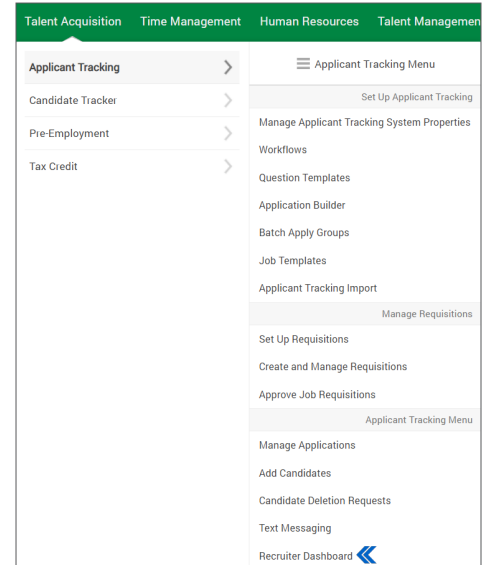 Talent Acquisition Time Management Human Resources Talent Managemen
Applicant Tracking
Candidate Tracker
Pre-Employment
Tax Credit
Applicant Tracking Menu
Set Up Applicant Tracking
Manage Applicant Tracking System Properties
Workflows
Question Templates
Application Builder
Batch Apply Groups
Job Templates
Applicant Tracking Import
Manage Requisitions
Set Up Requisitions
Create and Manage Requisitions
Approve Job Requisitions
Applicant Tracking Menu
Manage Applications
Add Candidates
Candidate Deletion Requests
Text Messaging
Recruiter Dashboard